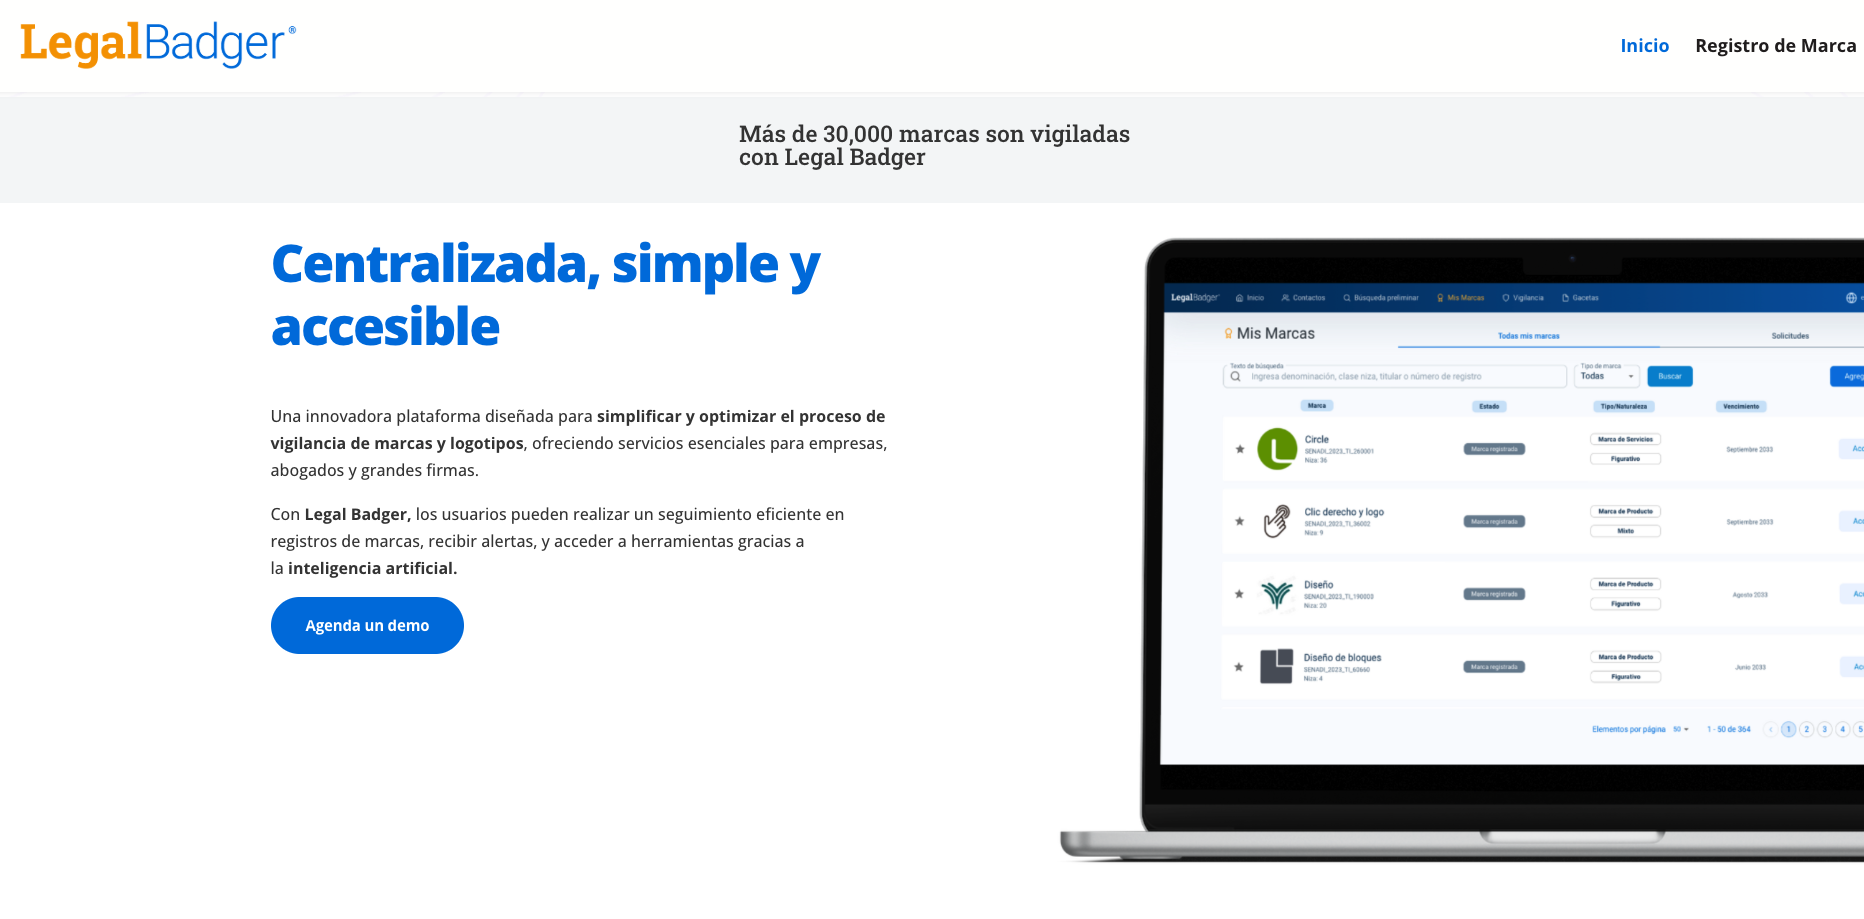 LegalBadger®
Inicio Registro de Marca
Más de 30,000 marcas son vigiladas
con Legal Badger
Centralizada, simple y
accesible
Una innovadora plataforma diseñada para simplificar y optimizar el proceso de
vigilancia de marcas y logotipos, ofreciendo servicios esenciales para empresas,
abogados y grandes firmas.
Con Legal Badger, los usuarios pueden realizar un seguimiento eficiente en
registros de marcas, recibir alertas, y acceder a herramientas gracias a
la inteligencia artificial.
Agenda un demo
LegalBadger Inicio Contactos Búsqueda preliminar Mis Marcas Vigilancia Gacetas
Mis Marcas Todas mis marcas Solicitudes
Texto de búsqueda Tipo de marca
Ingresa denominación, clase niza, titular o número de registro Todas Buscar Agreg
Marca Estado Tipo/Naturaleza Vencimiento
Circle
SENADI_2023_TI_260001
Niza: 36
Marca registrada
Marca de Servicios
Figurativo
Septiembre 2033
Acc
Clic derecho y logo
SENADI_2023_TI_36002
Niza: 9
Marca registrada
Marca de Producto
Mixto
Septiembre 2033
Acc
Diseño
SENADI_2023_TI_190003
Niza: 20
Marca registrada
Marca de Producto
Figurativo
Agosto 2033
Acc
Diseño de bloques
SENADI_2023_TI_60660
Niza: 4
Marca registrada
Marca de Producto
Figurativo
Junio 2033
Acc
Elementos por página 50 1 - 50 de 364 < 1 2 3 4 5